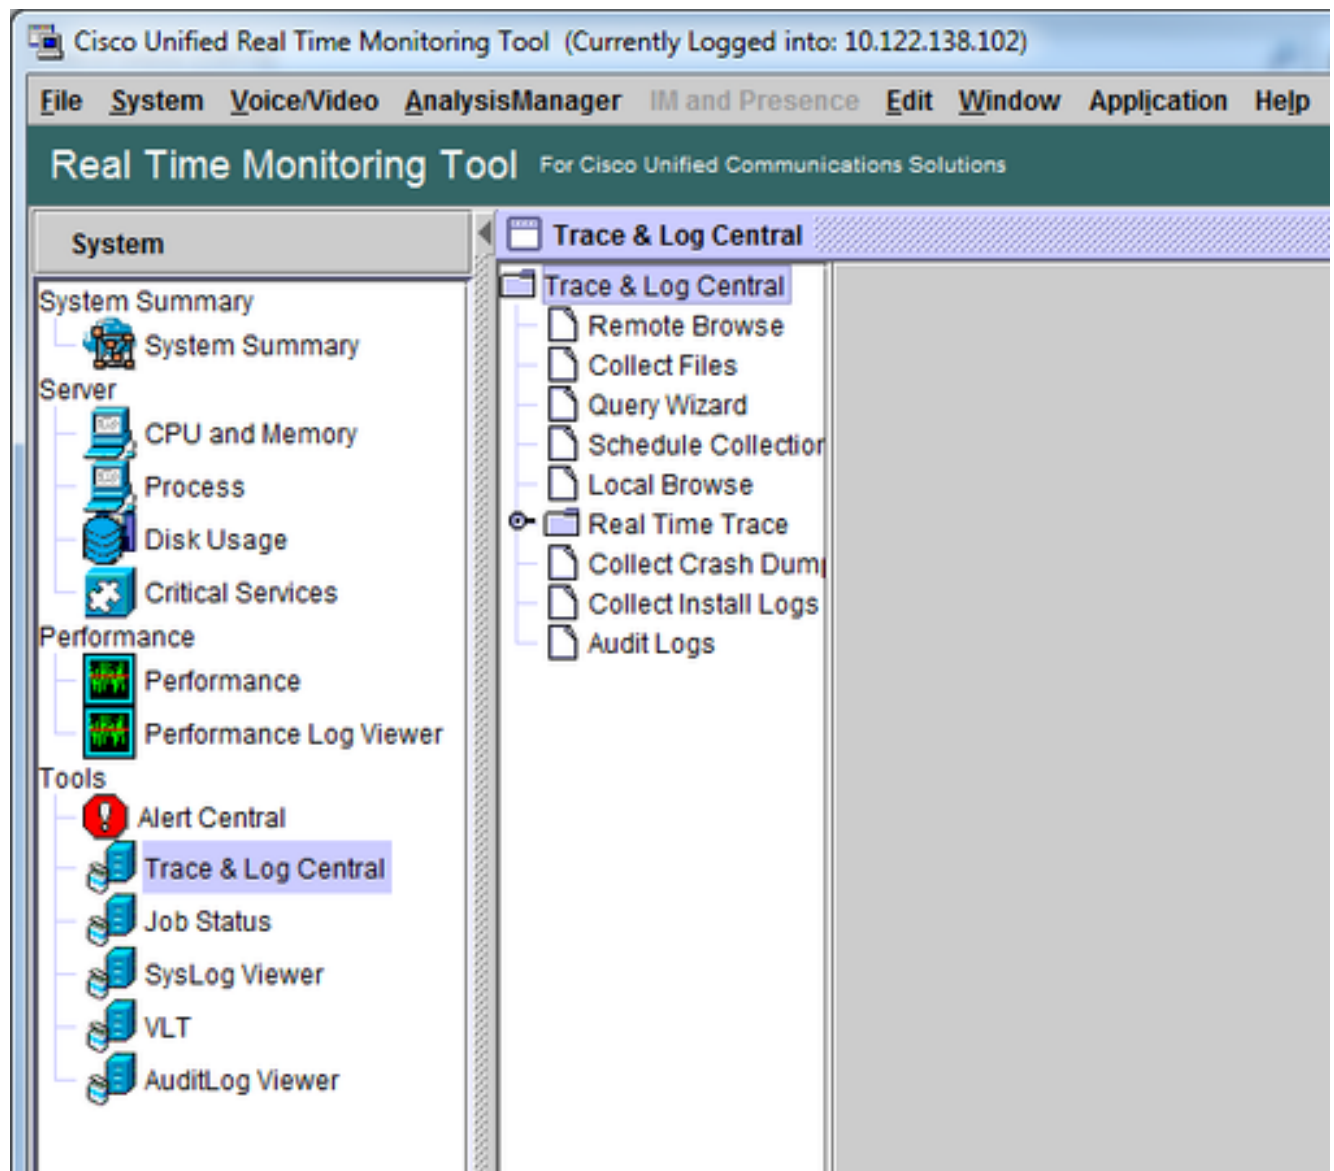 Cisco Unified Real Time Monitoring Tool (Currently Logged into: 10.122.138.102)
File System Voice/Video AnalysisManager IM and Presence Edit Window Application Help
Real Time Monitoring Tool For Cisco Unified Communications Solutions
System
System Summary
System Summary
Server
CPU and Memory
Process
Disk Usage
Critical Services
Performance
Performance
Performance Log Viewer
Tools
Alert Central
Trace & Log Central
Job Status
SysLog Viewer
VLT
AuditLog Viewer
Trace & Log Central
Trace & Log Central
Remote Browse
Collect Files
Query Wizard
Schedule Collection
Local Browse
Real Time Trace
Collect Crash Dum
Collect Install Logs
Audit Logs